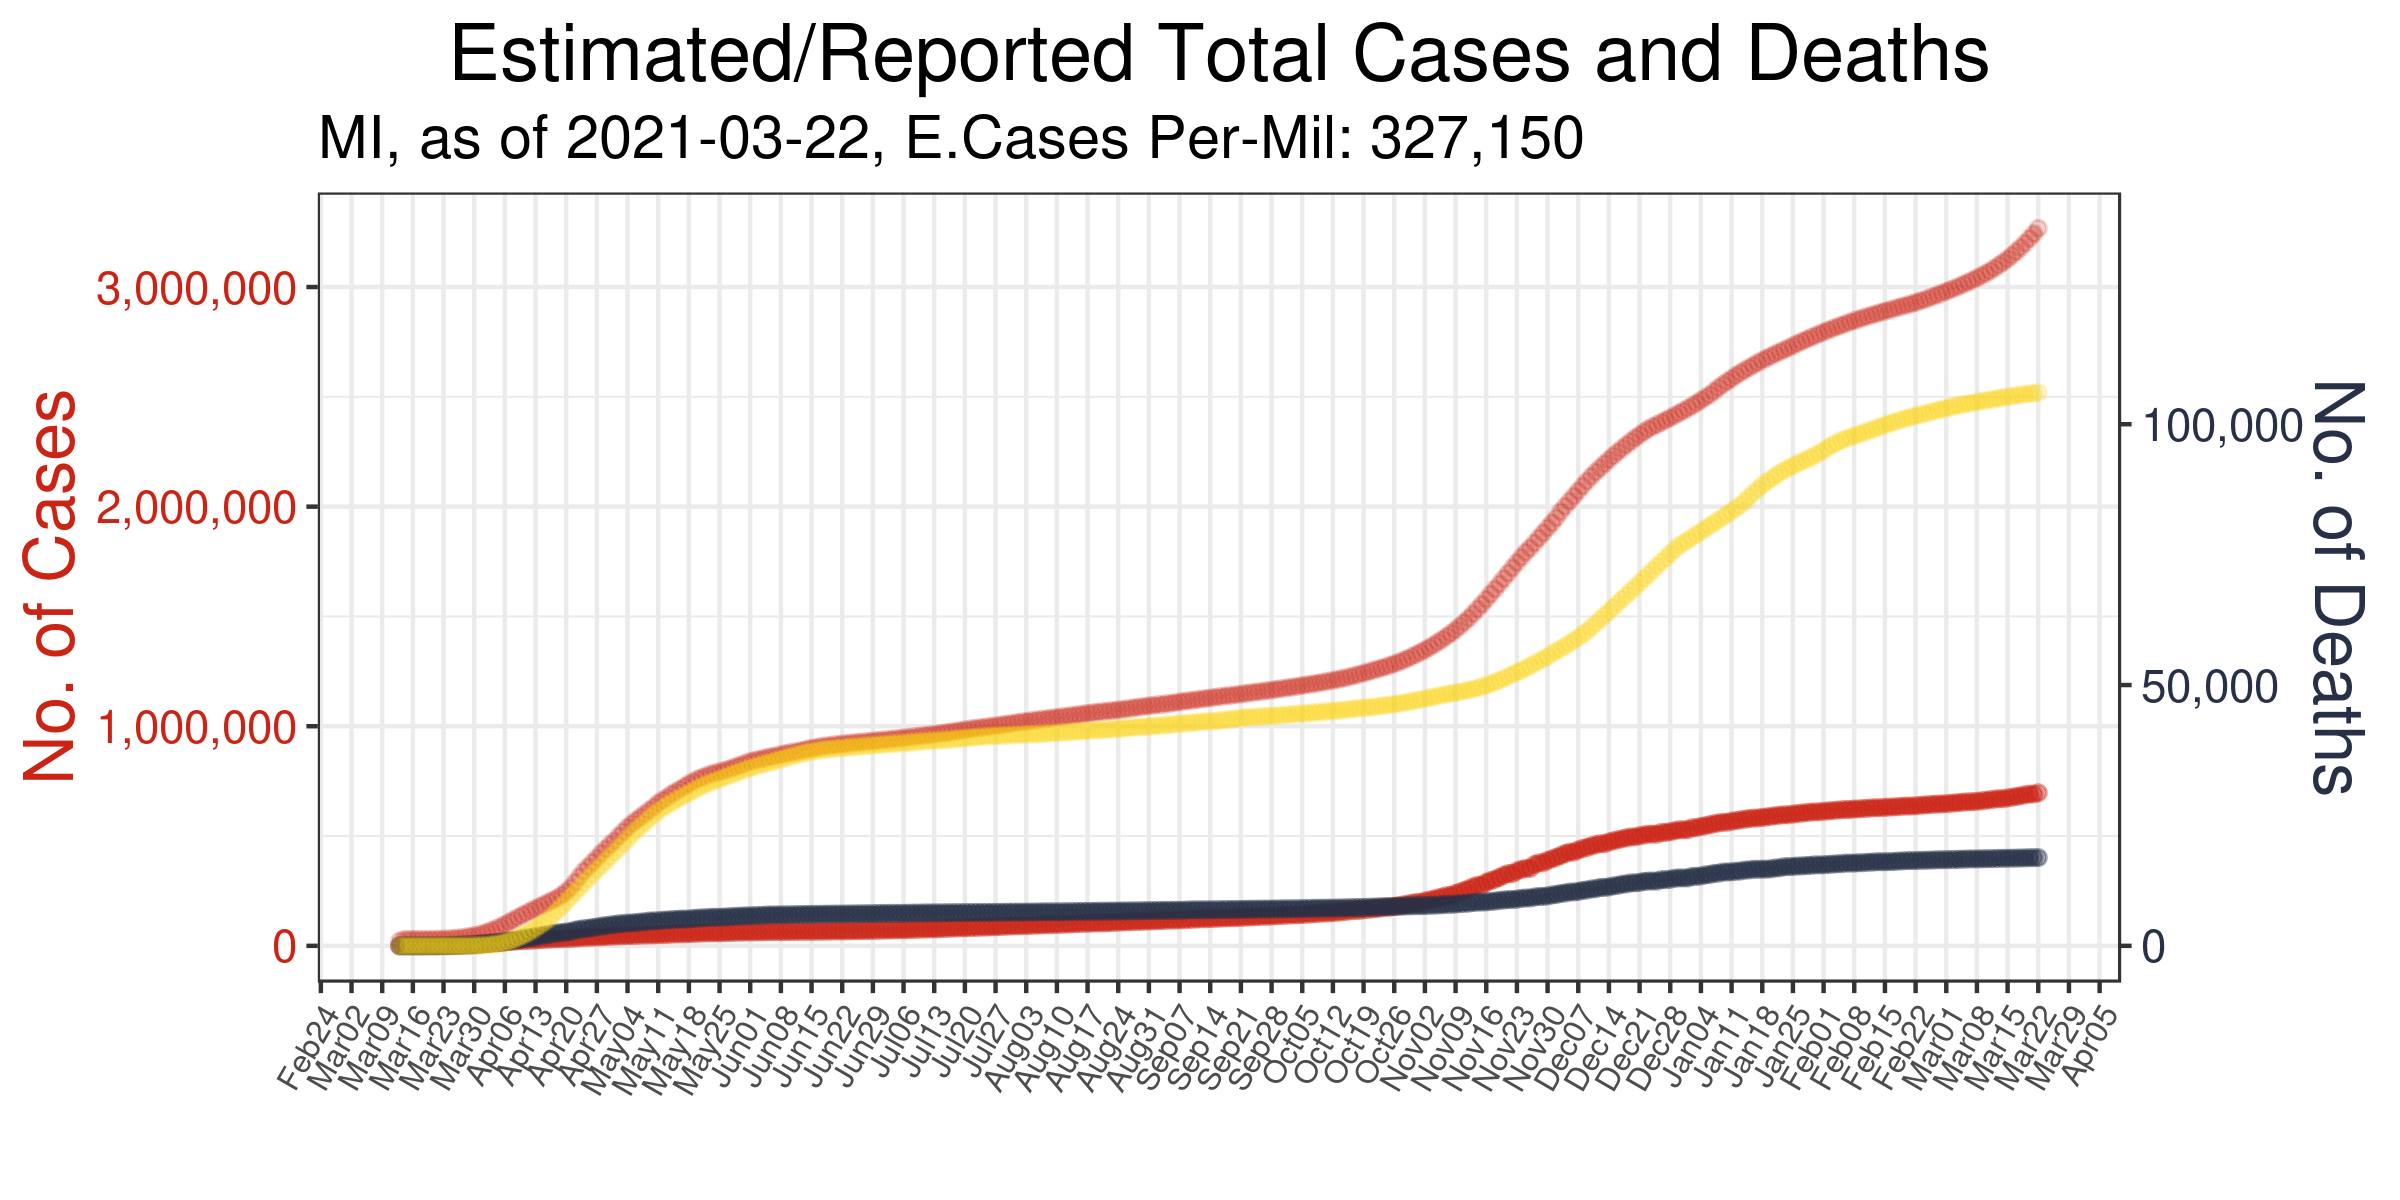 Estimated/Reported Total Cases and Deaths
MI, as of 2021-03-22, E.Cases Per-Mil: 327,150
No. of Cases
3,000,000
2,000,000
1,000,000
0
No. of Deaths
100,000
50,000
0
Feb24
Mar02
Mar09
Mar16
Mar23
Mar30
Apr06
Apr13
Apr20
Apr27
May04
May11
May18
May25
Jun01
Jun08
Jun15
Jun22
Jun29
Jul06
Jul13
Jul20
Jul27
Aug03
Aug10
Aug17
Aug24
Aug31
Sep07
Sep14
Sep21
Sep28
Oct05
Oct12
Oct19
Oct26
Nov02
Nov09
Nov16
Nov23
Nov30
Dec07
Dec14
Dec21
Dec28
Jan04
Jan11
Jan18
Jan25
Feb01
Feb08
Feb15
Feb22
Mar01
Mar08
Mar15
Mar22
Mar29
Apr05